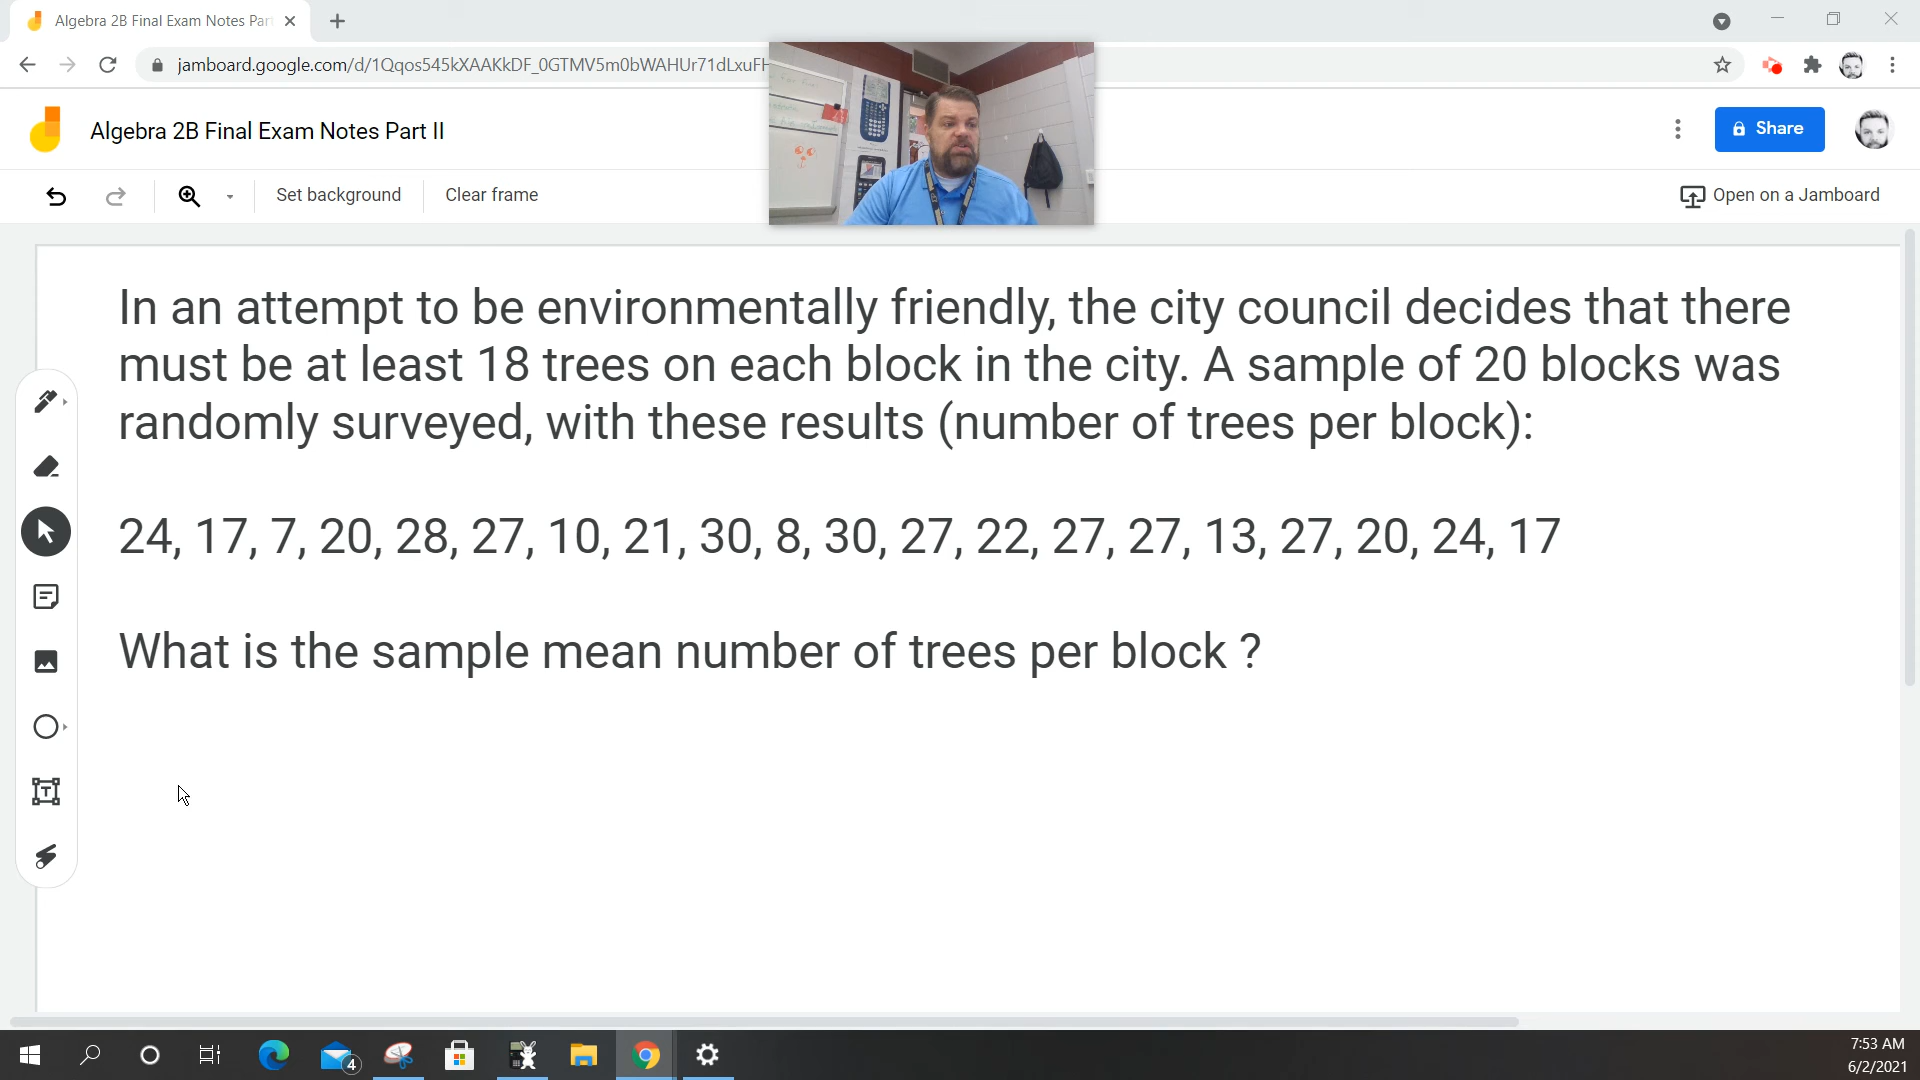 Algebra 2B Final Exam Notes Par
jamboard.google.com/d/1Qqos545kXAAKkDF_0GTMV5m0bWAHUr71dLxuFH
Algebra 2B Final Exam Notes Part II
Share
Set background
Clear frame
Open on a Jamboard
In an attempt to be environmentally friendly, the city council decides that there
must be at least 18 trees on each block in the city. A sample of 20 blocks was
randomly surveyed, with these results (number of trees per block):
24, 17, 7, 20, 28, 27, 10, 21, 30, 8, 30, 27, 22, 27, 27, 13, 27, 20, 24, 17
What is the sample mean number of trees per block ?
4
7:53 AM
6/2/2021